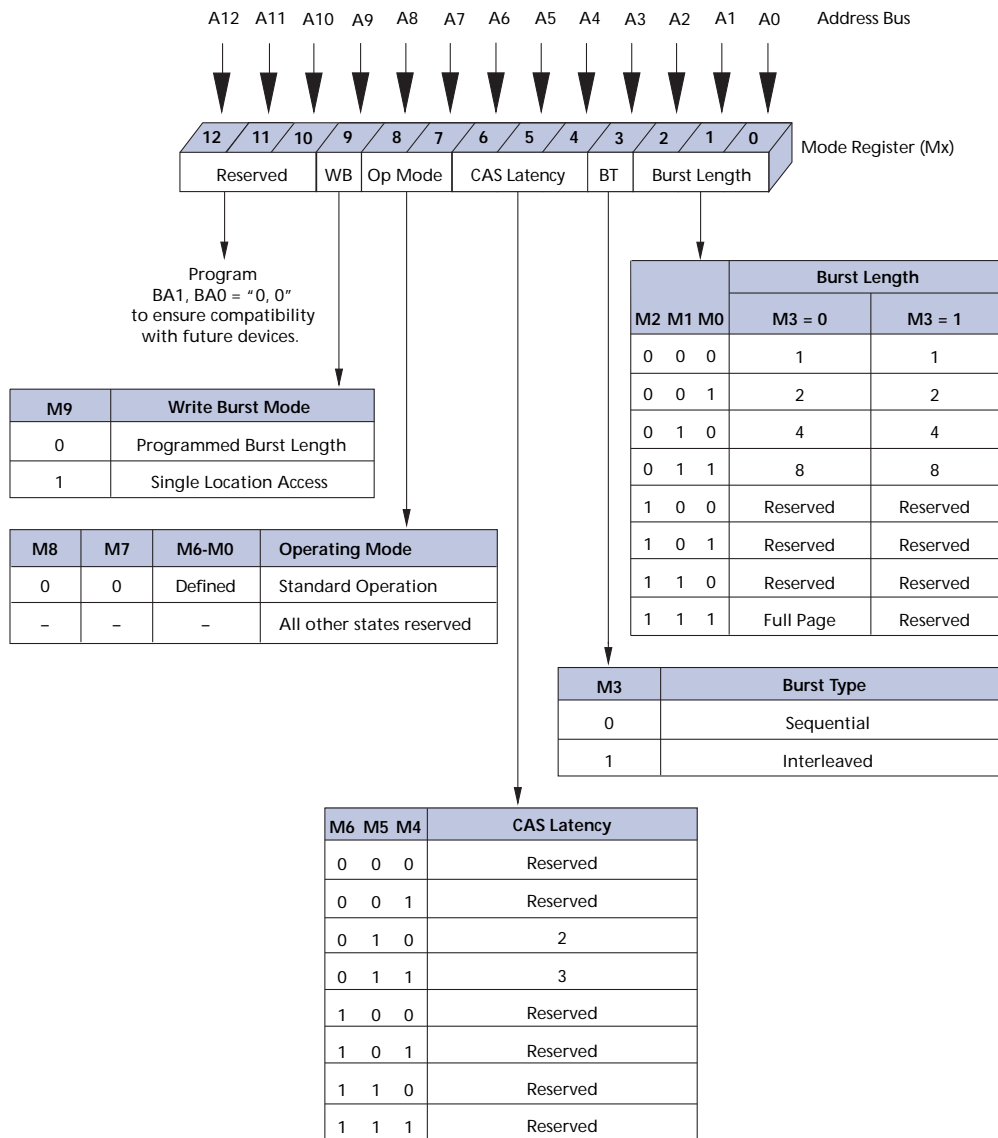 A12 A11 A10 A9 A8 A7 A6 A5 A4 A3 A2 A1 A0 Address Bus
12 11 10 9 8 7 6 5 4 3 2 1 0
Mode Register (Mx)
Reserved WB Op Mode CAS Latency BT Burst Length
Program
BA1, BA0 = “0, 0”
to ensure compatibility
with future devices.
Burst Length
M2 M1 M0 M3 = 0 M3 = 1
0 0 0 1 1
0 0 1 2 2
0 1 0 4 4
0 1 1 8 8
1 0 0 Reserved Reserved
1 0 1 Reserved Reserved
1 1 0 Reserved Reserved
1 1 1 Full Page Reserved
M9 Write Burst Mode
0 Programmed Burst Length
1 Single Location Access
M8 M7 M6-M0 Operating Mode
0 0 Defined Standard Operation
– – – All other states reserved
M3 Burst Type
0 Sequential
1 Interleaved
M6 M5 M4 CAS Latency
0 0 0 Reserved
0 0 1 Reserved
0 1 0 2
0 1 1 3
1 0 0 Reserved
1 0 1 Reserved
1 1 0 Reserved
1 1 1 Reserved